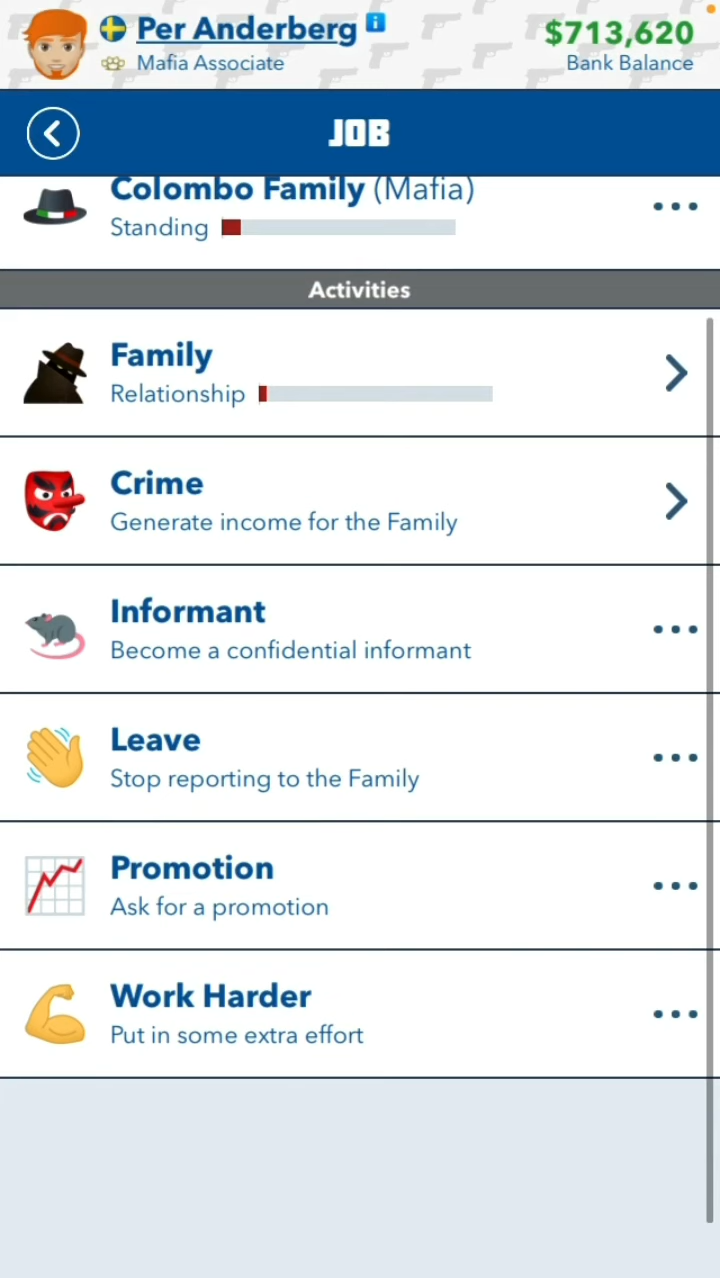 Per Anderberg
$713,620
Mafia Associate
Bank Balance
JOB
Colombo Family (Mafia)
Standing
Activities
Family
Relationship
Crime
Generate income for the Family
Informant
Become a confidential informant
Leave
Stop reporting to the Family
Promotion
Ask for a promotion
Work Harder
Put in some extra effort